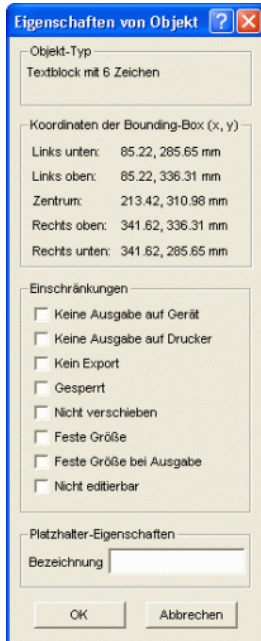 Eigenschaften von Objekt
Objekt-Typ
Textblock mit 6 Zeichen
Koordinaten der Bounding-Box (x, y)
Links unten: 85.22, 285.65 mm
Links oben: 85.22, 336.31 mm
Zentrum: 213.42, 310.98 mm
Rechts oben: 341.62, 336.31 mm
Rechts unten: 341.62, 285.65 mm
Einschränkungen
Keine Ausgabe auf Gerät
Keine Ausgabe auf Drucker
Kein Export
Gesperrt
Nicht verschieben
Feste Größe
Feste Größe bei Ausgabe
Nicht editierbar
Platzhalter-Eigenschaften
Bezeichnung
OK Abbrechen